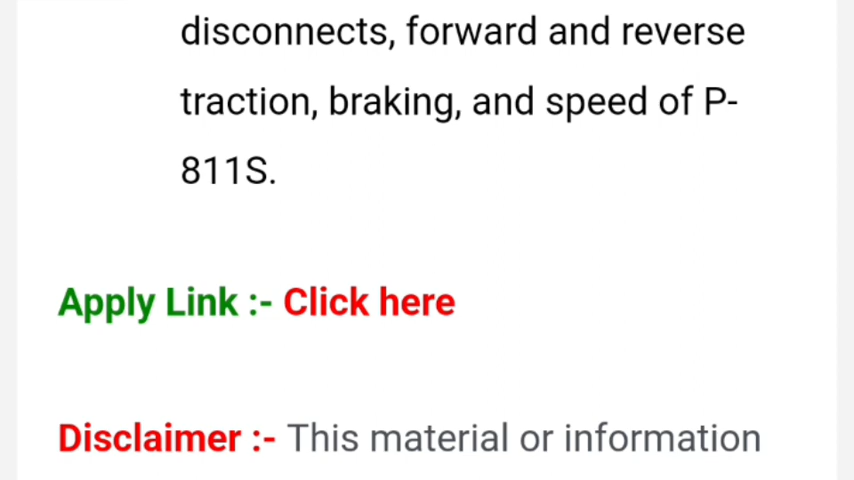 disconnects, forward and reverse
traction, braking, and speed of P-
811S.
Apply Link :- Click here
Disclaimer :- This material or information